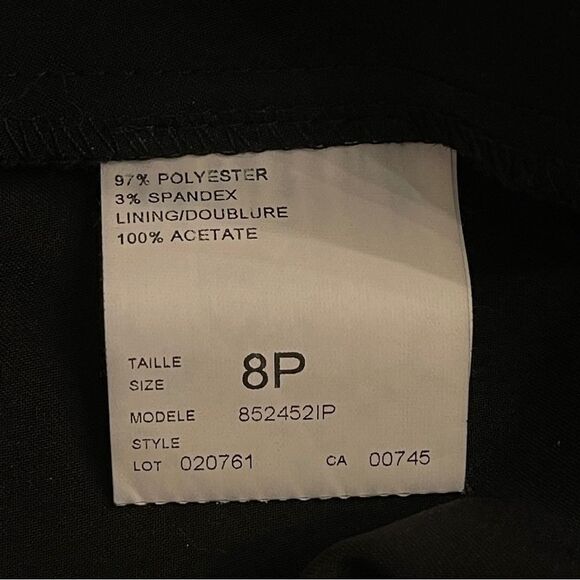 97% POLYESTER
3% SPANDEX
LINING/DOUBLURE
100% ACETATE
TAILLE
SIZE 8P
MODELE 852452IP
STYLE
LOT 020761 CA 00745